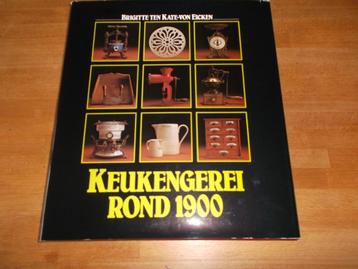 BRIGITTE TEN KATE-VON EICKEN
KEUKENGEREI
ROND 1900